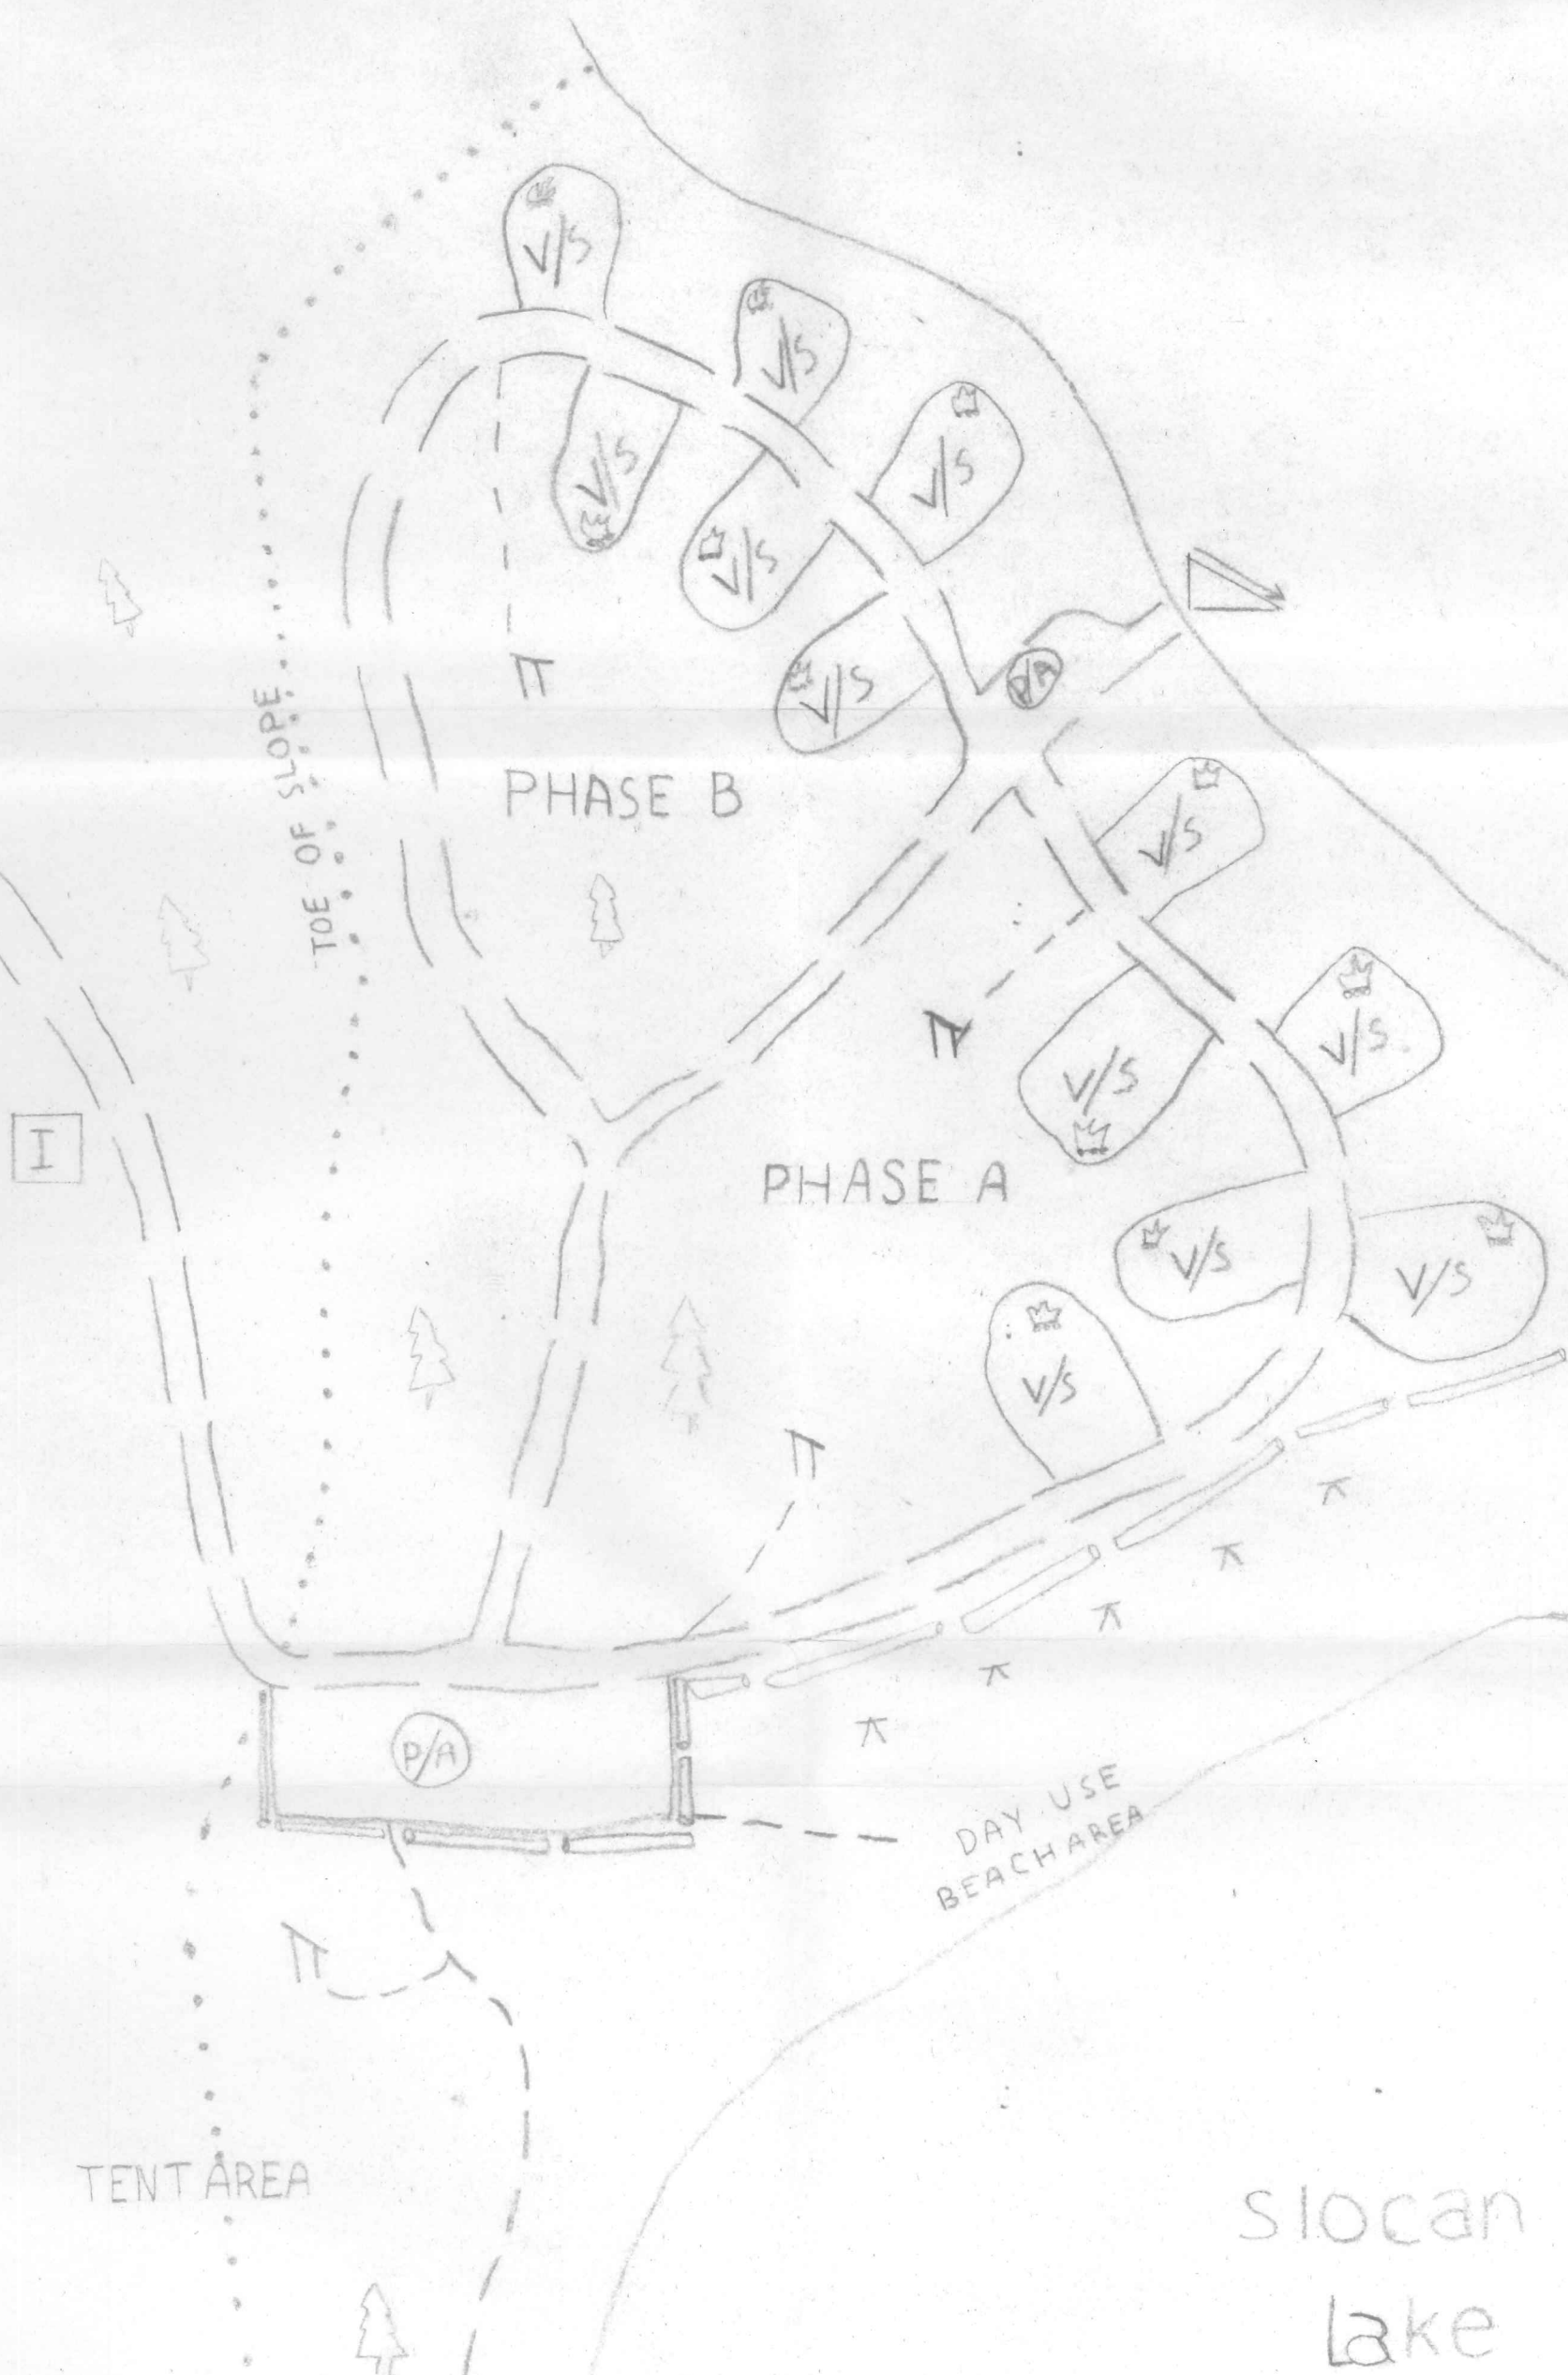 V/S
V/S
V/S
V/S
V/S
V/S
P/A
TOE OF SLOPE
PHASE B
V/S
V/S
V/S
I
PHASE A
V/S
V/S
V/S
P/A
DAY USE
BEACH AREA
TENT AREA
Slocan
Lake